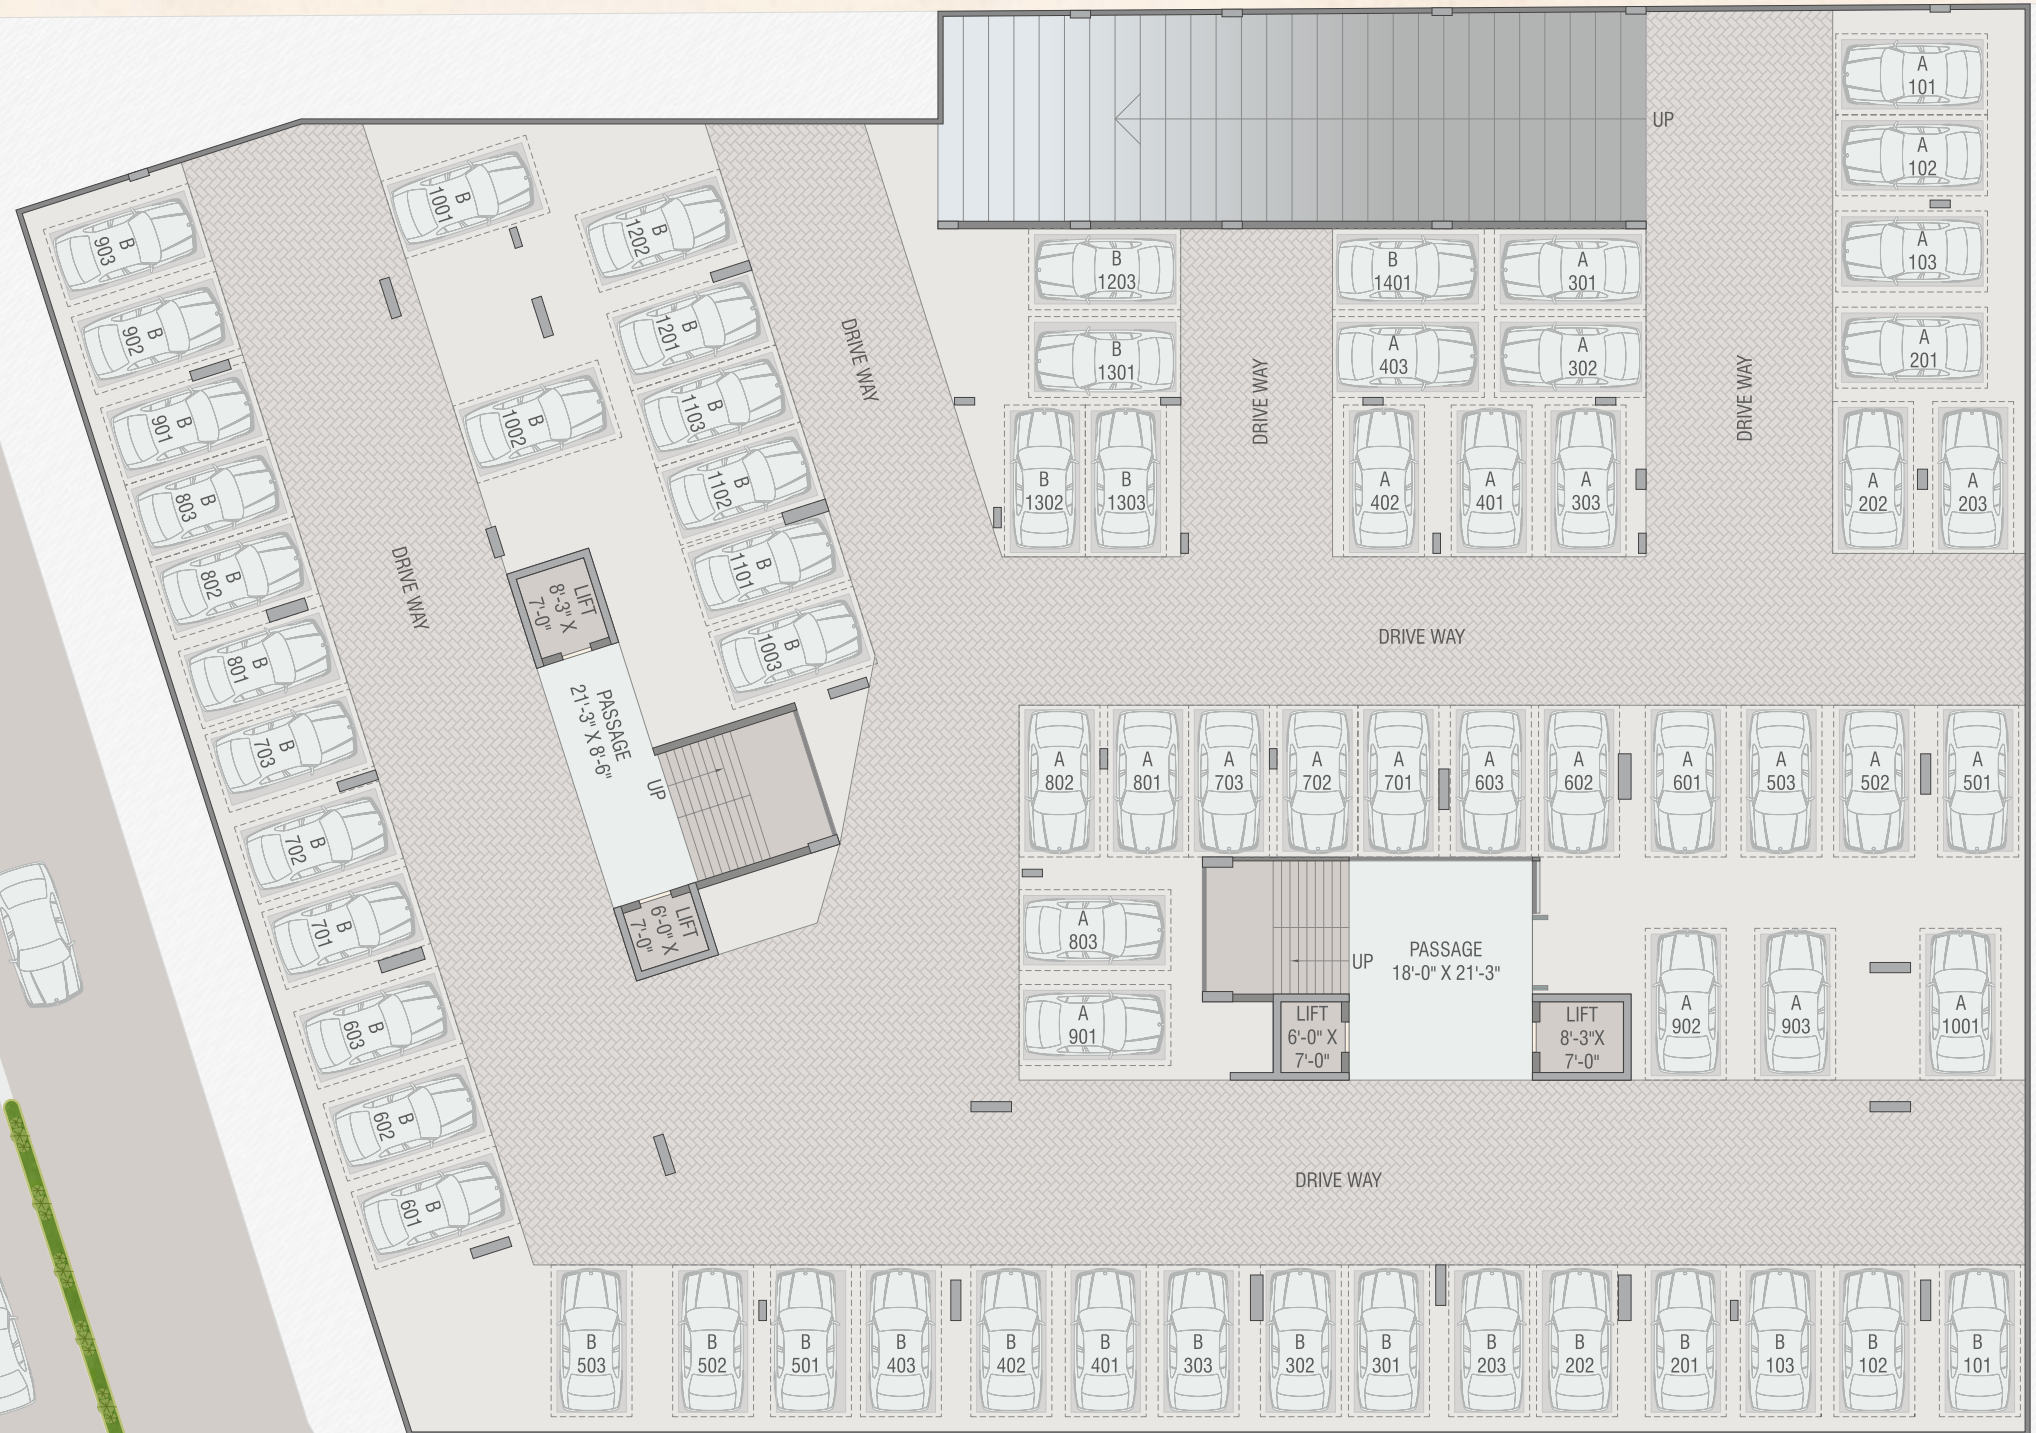 UP
A
101
A
102
A
103
A
201
A
202
A
203
B
1203
B
1301
B
1302
B
1303
B
1401
A
301
A
403
A
302
A
402
A
401
A
303
DRIVE WAY
DRIVE WAY
DRIVE WAY
DRIVE WAY
B
1001
B
1202
B
1201
B
1002
B
1103
B
1102
B
1101
B
1003
B
903
B
902
B
901
B
803
B
802
B
801
B
703
B
702
B
701
B
603
B
602
B
601
DRIVE WAY
LIFT
8'-3" X
7'-0"
PASSAGE
21'-3" X 8'-6"
UP
LIFT
6'-0" X
7'-0"
A
802
A
801
A
703
A
702
A
701
A
603
A
602
A
601
A
503
A
502
A
501
A
803
A
901
UP
PASSAGE
18'-0" X 21'-3"
LIFT
6'-0" X
7'-0"
LIFT
8'-3"X
7'-0"
A
902
A
903
A
1001
DRIVE WAY
B
503
B
502
B
501
B
403
B
402
B
401
B
303
B
302
B
301
B
203
B
202
B
201
B
103
B
102
B
101